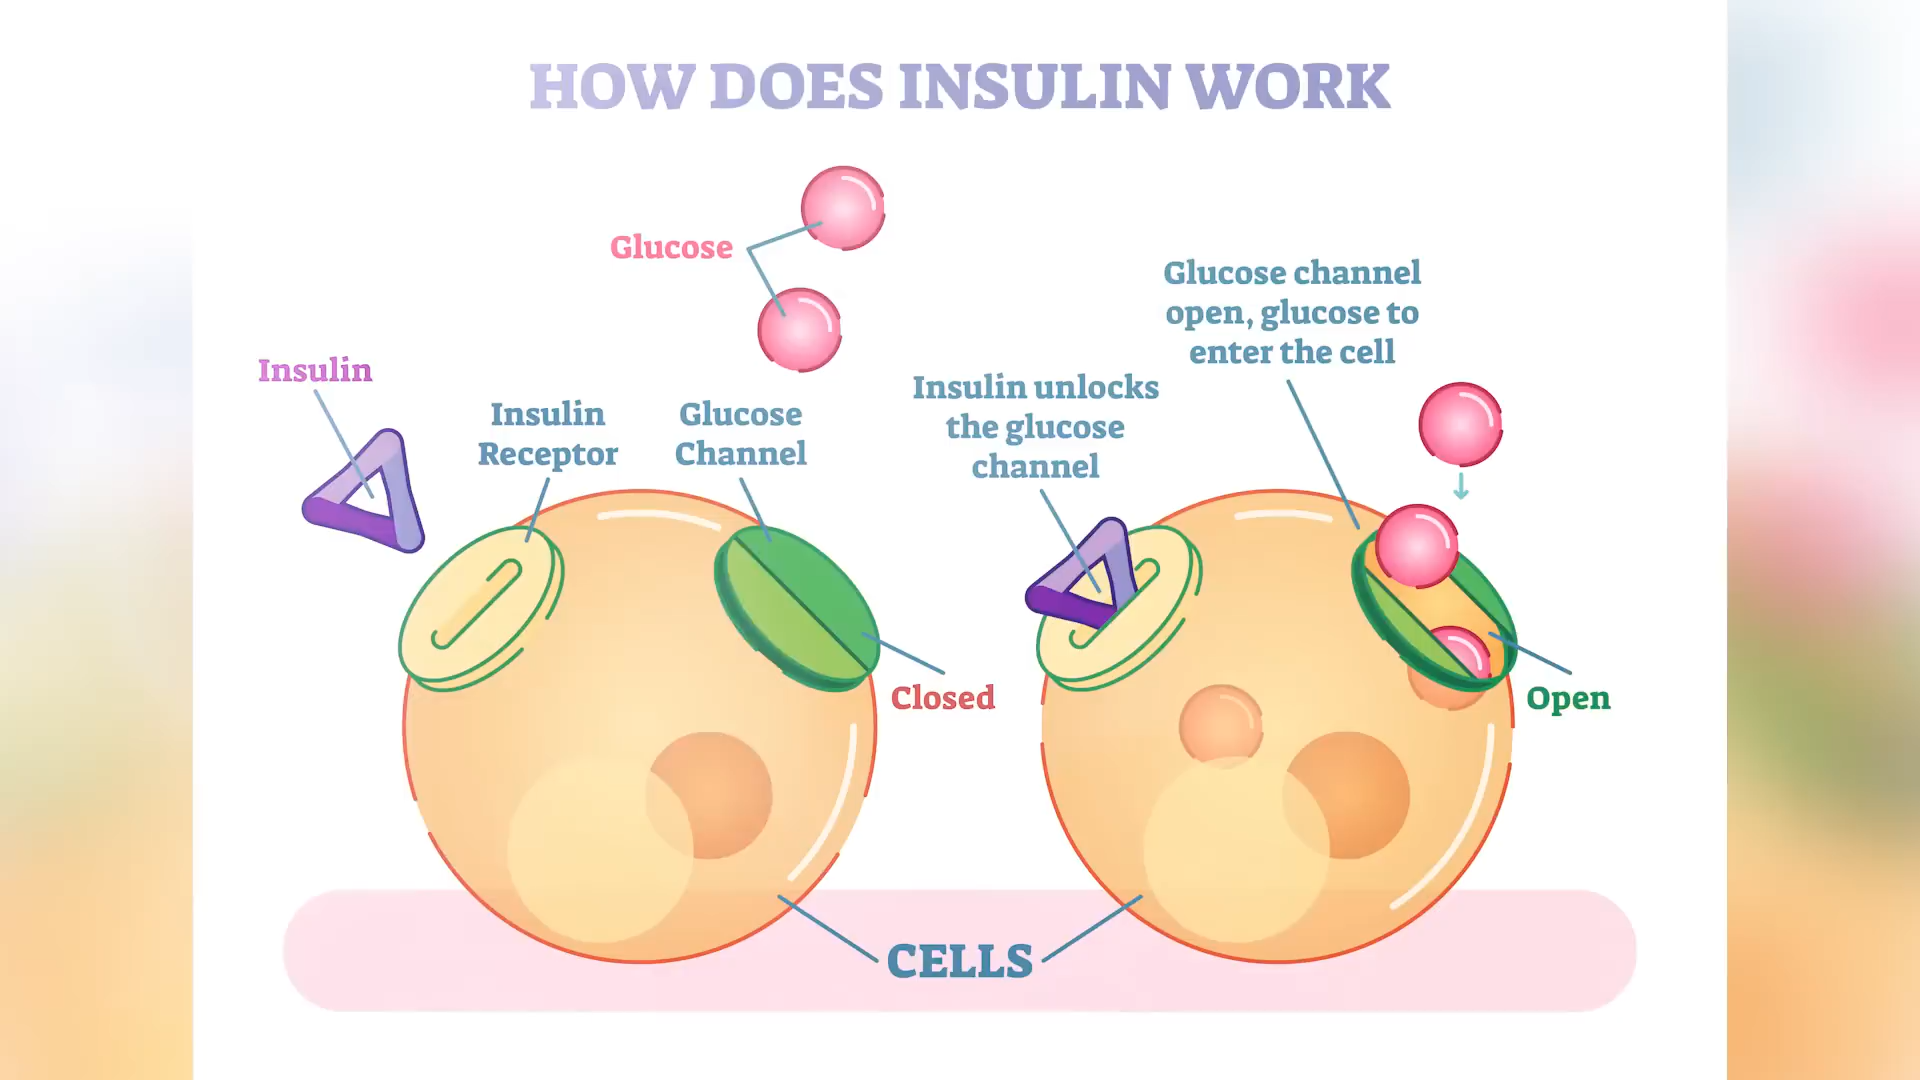 HOW DOES INSULIN WORK
Glucose
Insulin
Insulin
Receptor
Glucose
Channel
Closed
Insulin unlocks
the glucose
channel
Glucose channel
open, glucose to
enter the cell
Open
CELLS